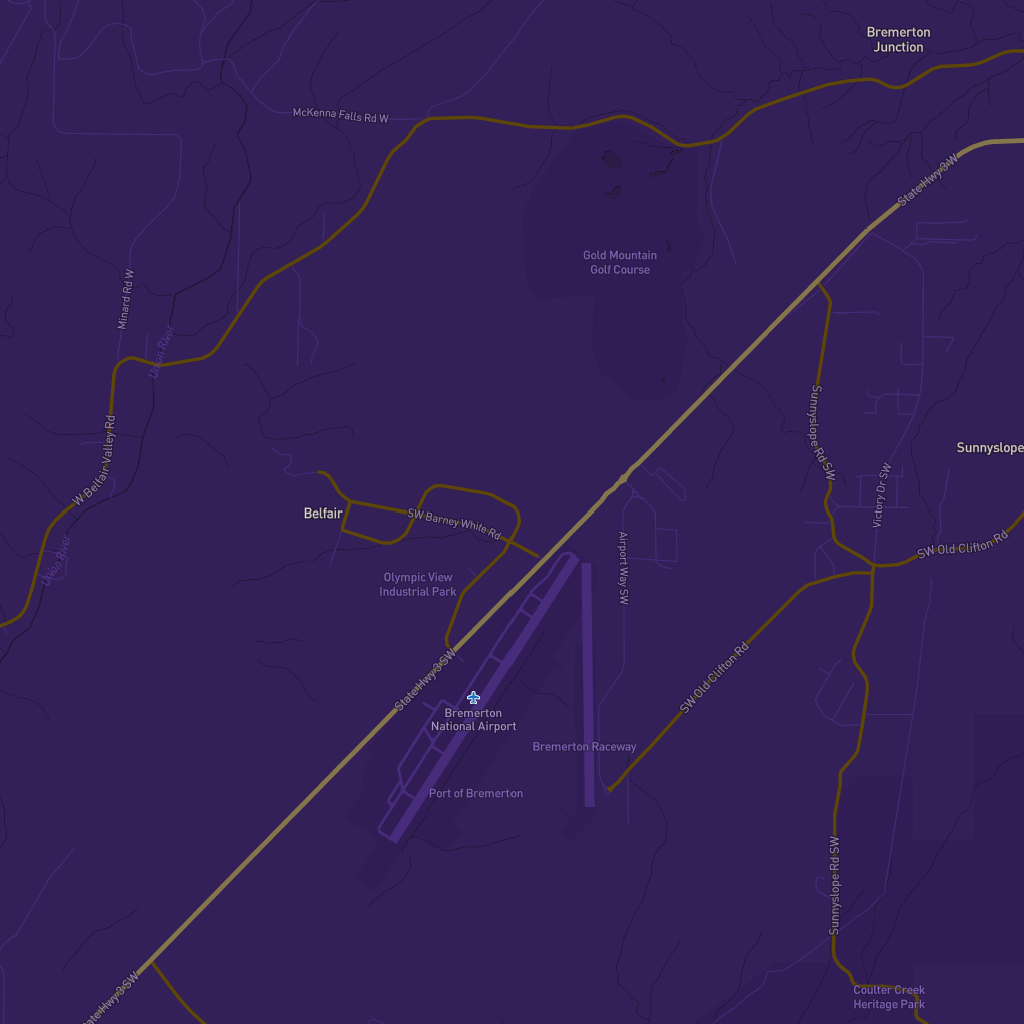 Bremerton
Junction
McKenna Falls Rd W
State Hwy 3 W
Gold Mountain
Golf Course
Minard Rd W
Union River
Sunnyslope Rd SW
W Belfair Valley Rd
Sunnyslope
Victory Dr SW
Belfair
SW Barney White Rd
SW Old Clifton Rd
Union River
Airport Way SW
Olympic View
Industrial Park
State Hwy 3 SW
SW Old Clifton Rd
Bremerton
National Airport
Bremerton Raceway
Port of Bremerton
Sunnyslope Rd SW
State Hwy 3 SW
Coulter Creek
Heritage Park